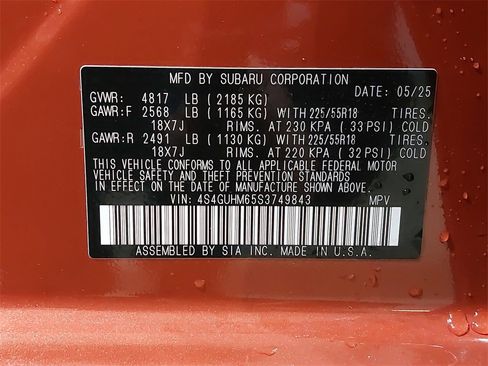 MFD BY SUBARU CORPORATION
DATE: 05/25
GVWR: 4817 LB (2185 KG)
GAWR:F 2568 LB (1165 KG) WITH 225/55R18 TIRES.
18X7J RIMS. AT 230 KPA (33 PSI) COLD
GAWR:R 2491 LB (1130 KG) WITH 225/55R18 TIRES.
18X7J RIMS. AT 220 KPA (32 PSI) COLD
THIS VEHICLE CONFORMS TO ALL APPLICABLE FEDERAL MOTOR
VEHICLE SAFETY AND THEFT PREVENTION STANDARDS
IN EFFECT ON THE DATE OF MANUFACTURE SHOWN ABOVE.
VIN: 4S4GUHM65S3749843 MPV
ASSEMBLED BY SIA INC. MADE IN U.S.A.